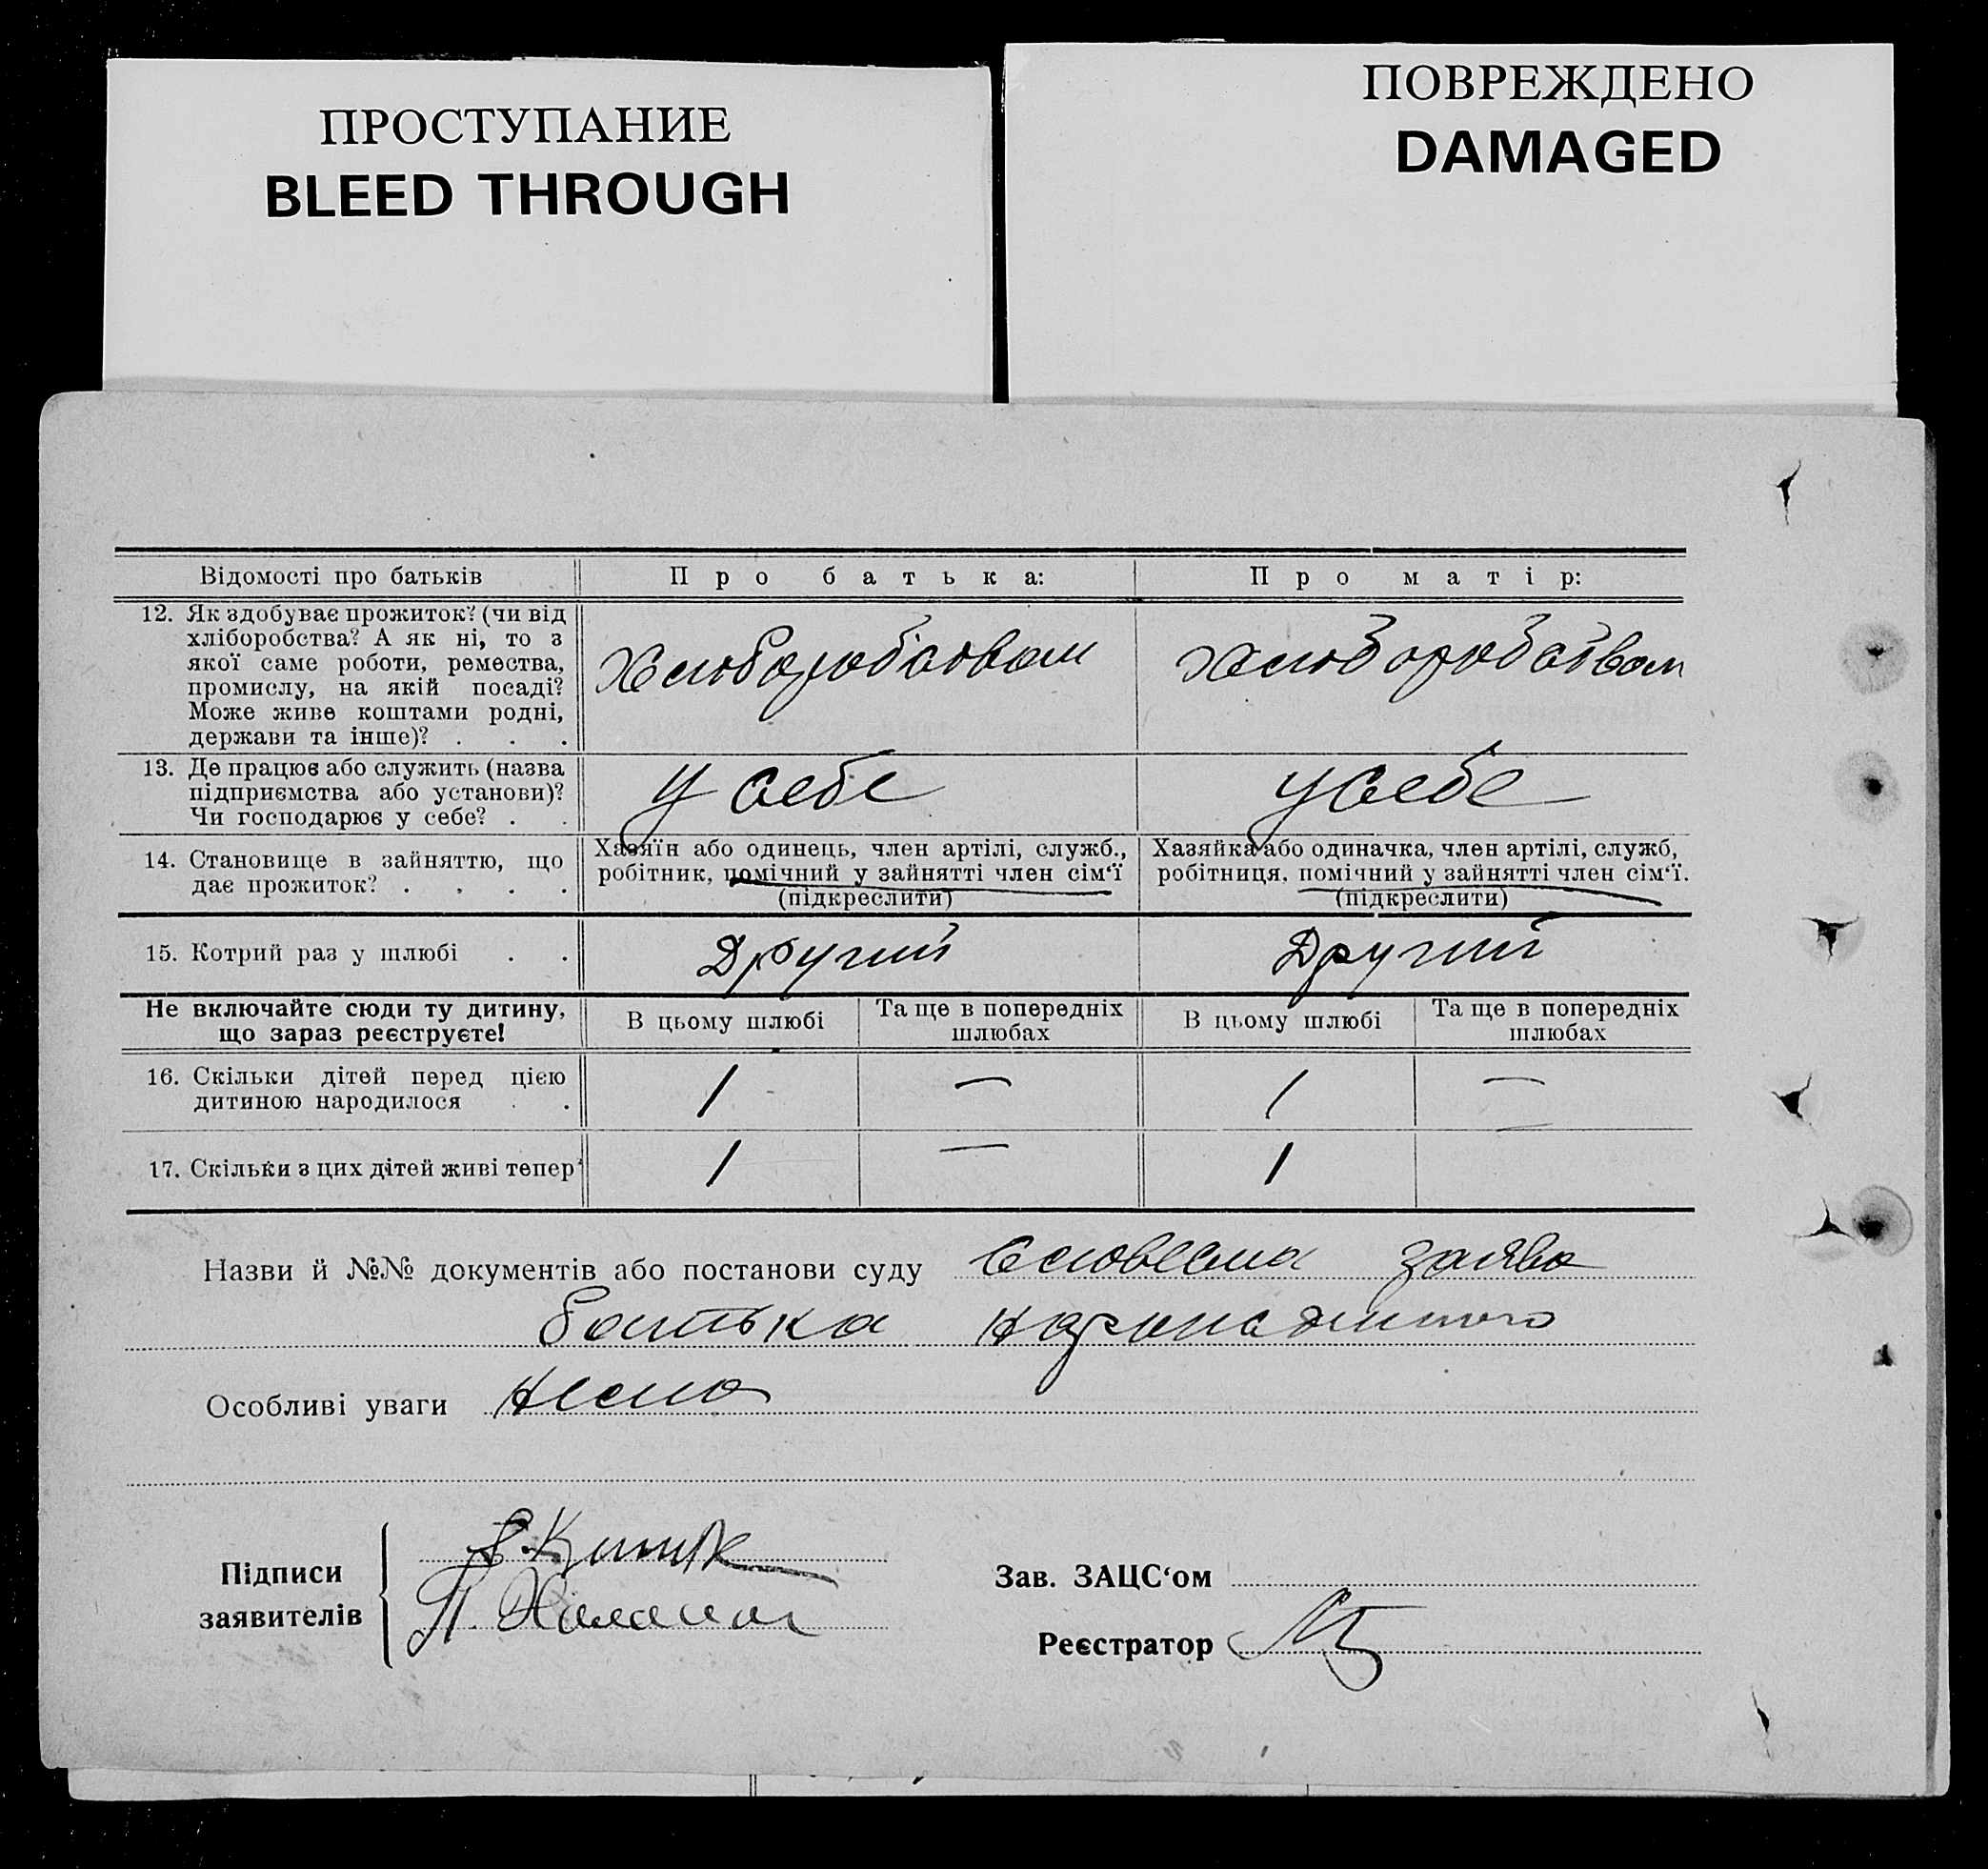 ПРОСТУПАНИЕ
BLEED THROUGH
ПОВРЕЖДЕНО
DAMAGED
Відомості про батьків
Про батька:
Про матір:
12. Як здобуває прожиток? (чи від
хліборобства? А як ні, то з
якої саме роботи, ремества,
промислу, на якій посаді?
Може живе коштами родні,
держави та інше)? . . .
Хліборобством
Хліборобством
13. Де працює або служить (назва
підприємства або установи)?
Чи господарює у себе? . .
У себе
У себе
14. Становище в зайняттю, що
дає прожиток? . . . .
Хазяїн або одинець, член артілі, служб.,
робітник, помічний у зайнятті член сім‘ї
(підкреслити)
Хазяйка або одиначка, член артілі, служб,
робітниця, помічний у зайнятті член сім‘ї.
(підкреслити)
15. Котрий раз у шлюбі . .
Другий
Другий
Не включайте сюди ту дитину,
що зараз реєструєте!
В цьому шлюбі
Та ще в попередніх
шлюбах
В цьому шлюбі
Та ще в попередніх
шлюбах
16. Скільки дітей перед цією
дитиною народилося . .
1
—
1
—
17. Скільки з цих дітей живі тепер
1
—
1
Назви й №№ документів або постанови суду Словесна заява
батька
Особливі уваги Нема
Підписи
заявителів
Зав. ЗАЦС‘ом
Реєстратор